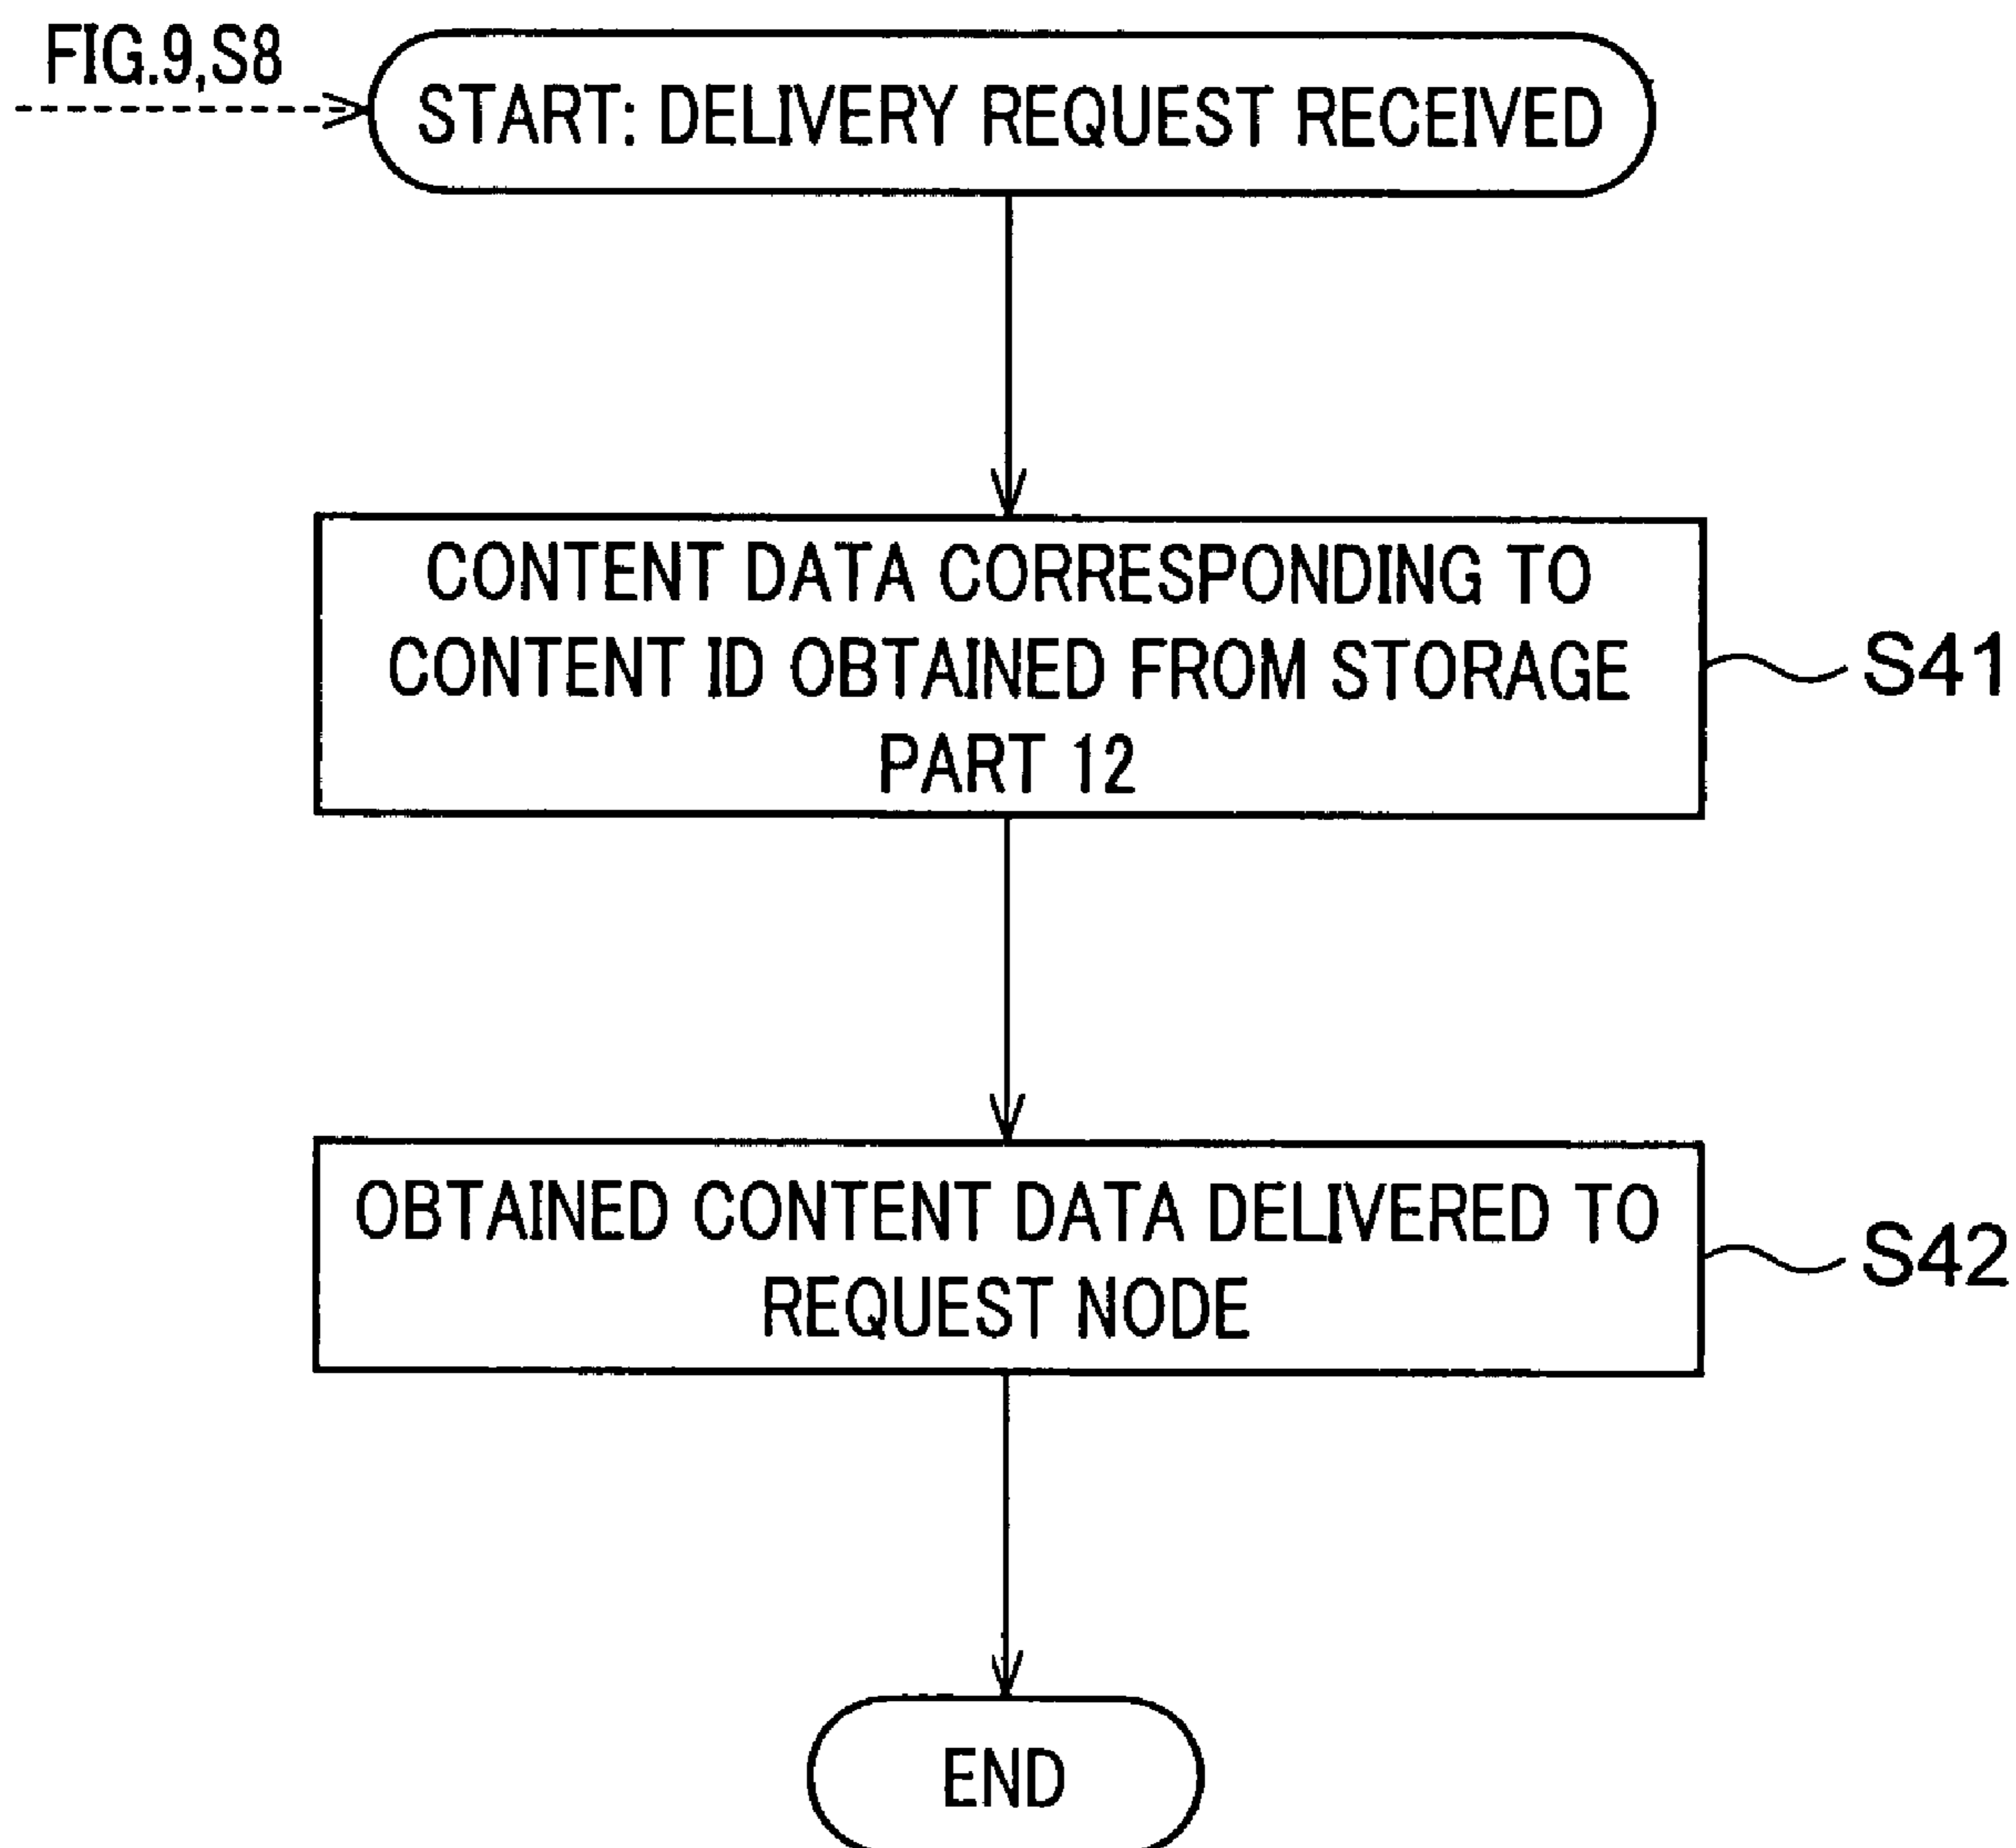 FIG.9,S8
START: DELIVERY REQUEST RECEIVED
CONTENT DATA CORRESPONDING TO
CONTENT ID OBTAINED FROM STORAGE
PART 12
S41
OBTAINED CONTENT DATA DELIVERED TO
REQUEST NODE
S42
END